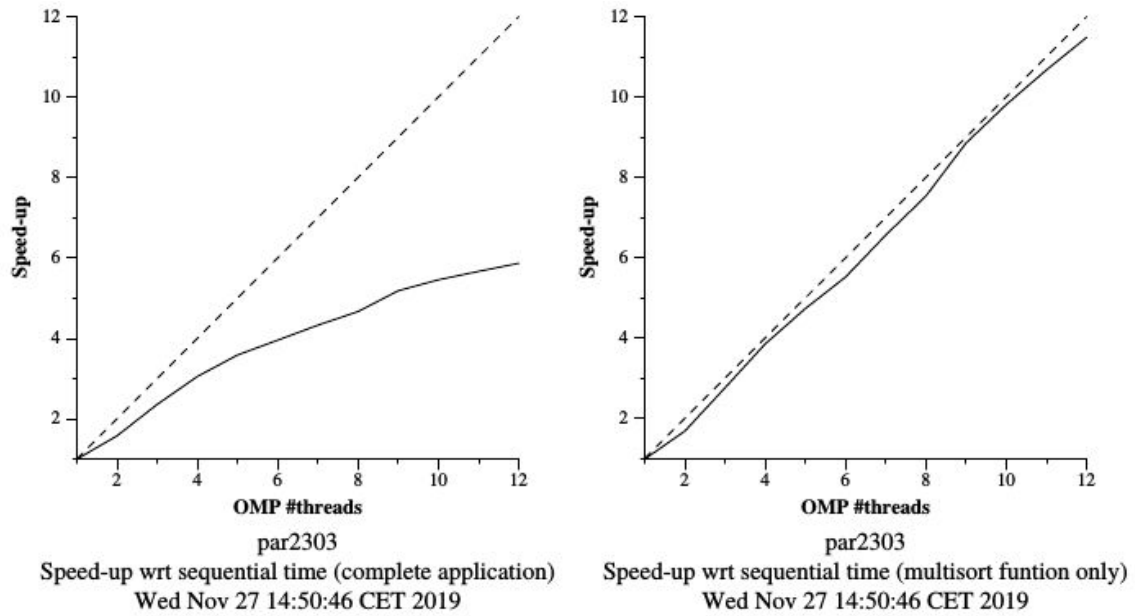 12
10
8
6
4
2
Speed-up
2 4 6 8 10 12
OMP #threads
par2303
Speed-up wrt sequential time (complete application)
Wed Nov 27 14:50:46 CET 2019
12
10
8
6
4
2
Speed-up
2 4 6 8 10 12
OMP #threads
par2303
Speed-up wrt sequential time (multisort funtion only)
Wed Nov 27 14:50:46 CET 2019